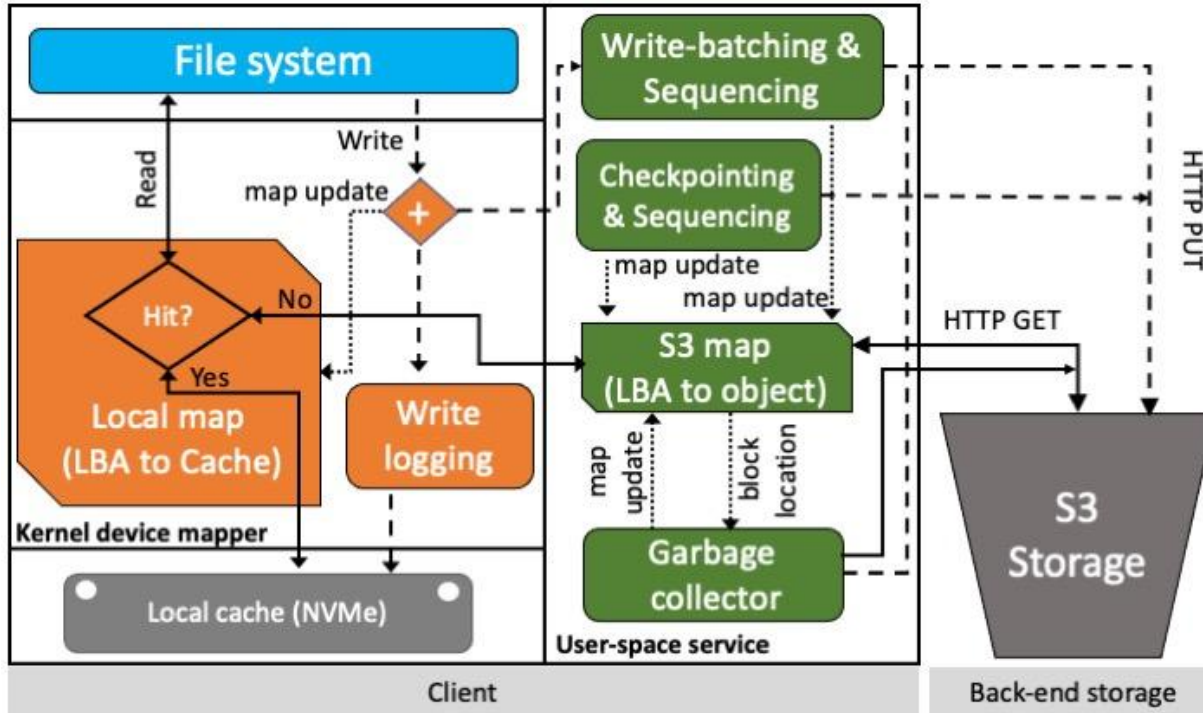 File system
Write
Read
map update
+
Hit?
No
Yes
Local map
(LBA to Cache)
Write
logging
Kernel device mapper
Local cache (NVMe)
Write-batching &
Sequencing
Checkpointing
& Sequencing
map update
map update
S3 map
(LBA to object)
map
update
block
location
Garbage
collector
User-space service
HTTP PUT
HTTP GET
S3
Storage
Client
Back-end storage